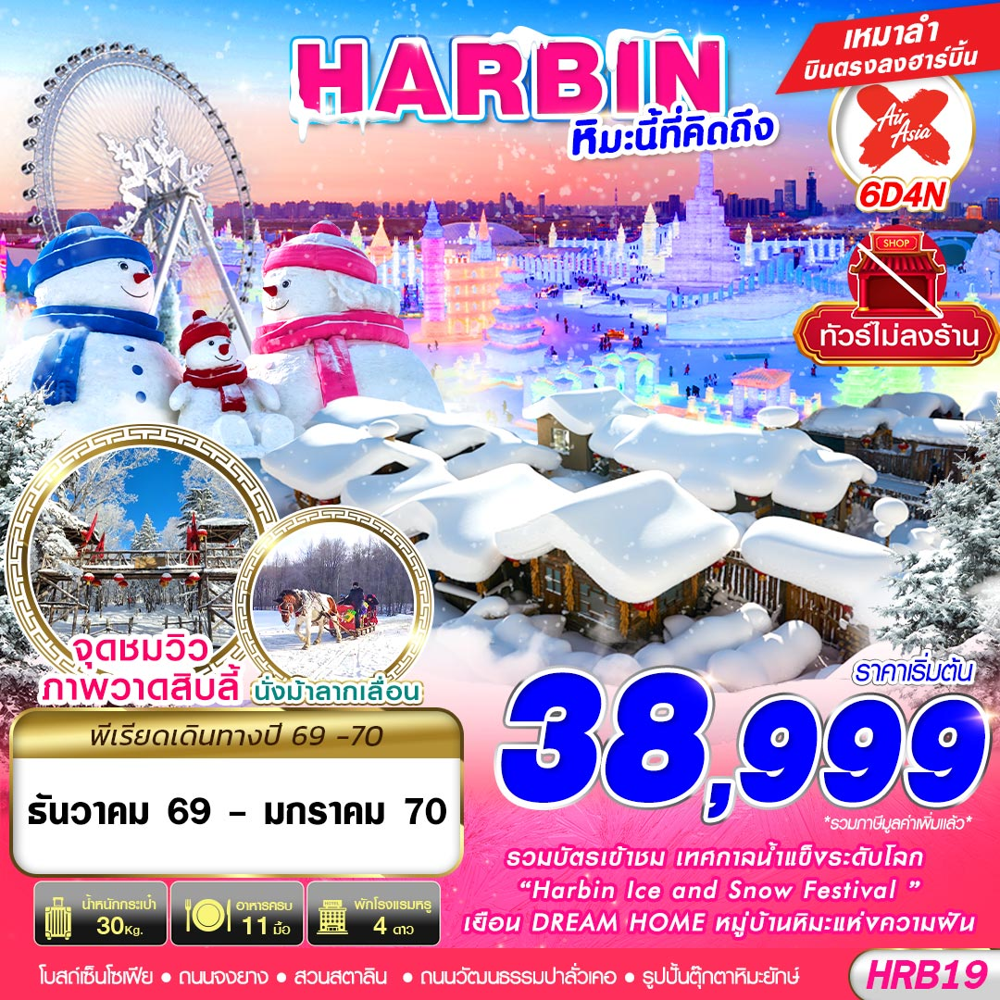 HARBIN
หิมะนี้ที่คิดถึง
เหมาลำ
บินตรงลงฮาร์บิ้น
Air
Asia
X
6D4N
SHOP
ทัวร์ไม่ลงร้าน
จุดชมวิว
ภาพวาดสิบลี้
นั่งม้าลากเลื่อน
พีเรียดเดินทางปี 69 -70
ธันวาคม 69 - มกราคม 70
ราคาเริ่มต้น
38,999
*รวมภาษีมูลค่าเพิ่มแล้ว*
รวมบัตรเข้าชม เทศกาลน้ำแข็งระดับโลก
“Harbin Ice and Snow Festival ”
เยือน DREAM HOME หมู่บ้านหิมะแห่งความฝัน
น้ำหนักกระเป๋า
30Kg.
อาหารครบ
11 มื้อ
HOTEL
พักโรงแรมหรู
4 ดาว
โบสถ์เซ็นโซเฟีย ● ถนนจงยาง ● สวนสตาลิน ● ถนนวัฒนธรรมปาลั่วเคอ ● รูปปั้นตุ๊กตาหิมะยักษ์
HRB19